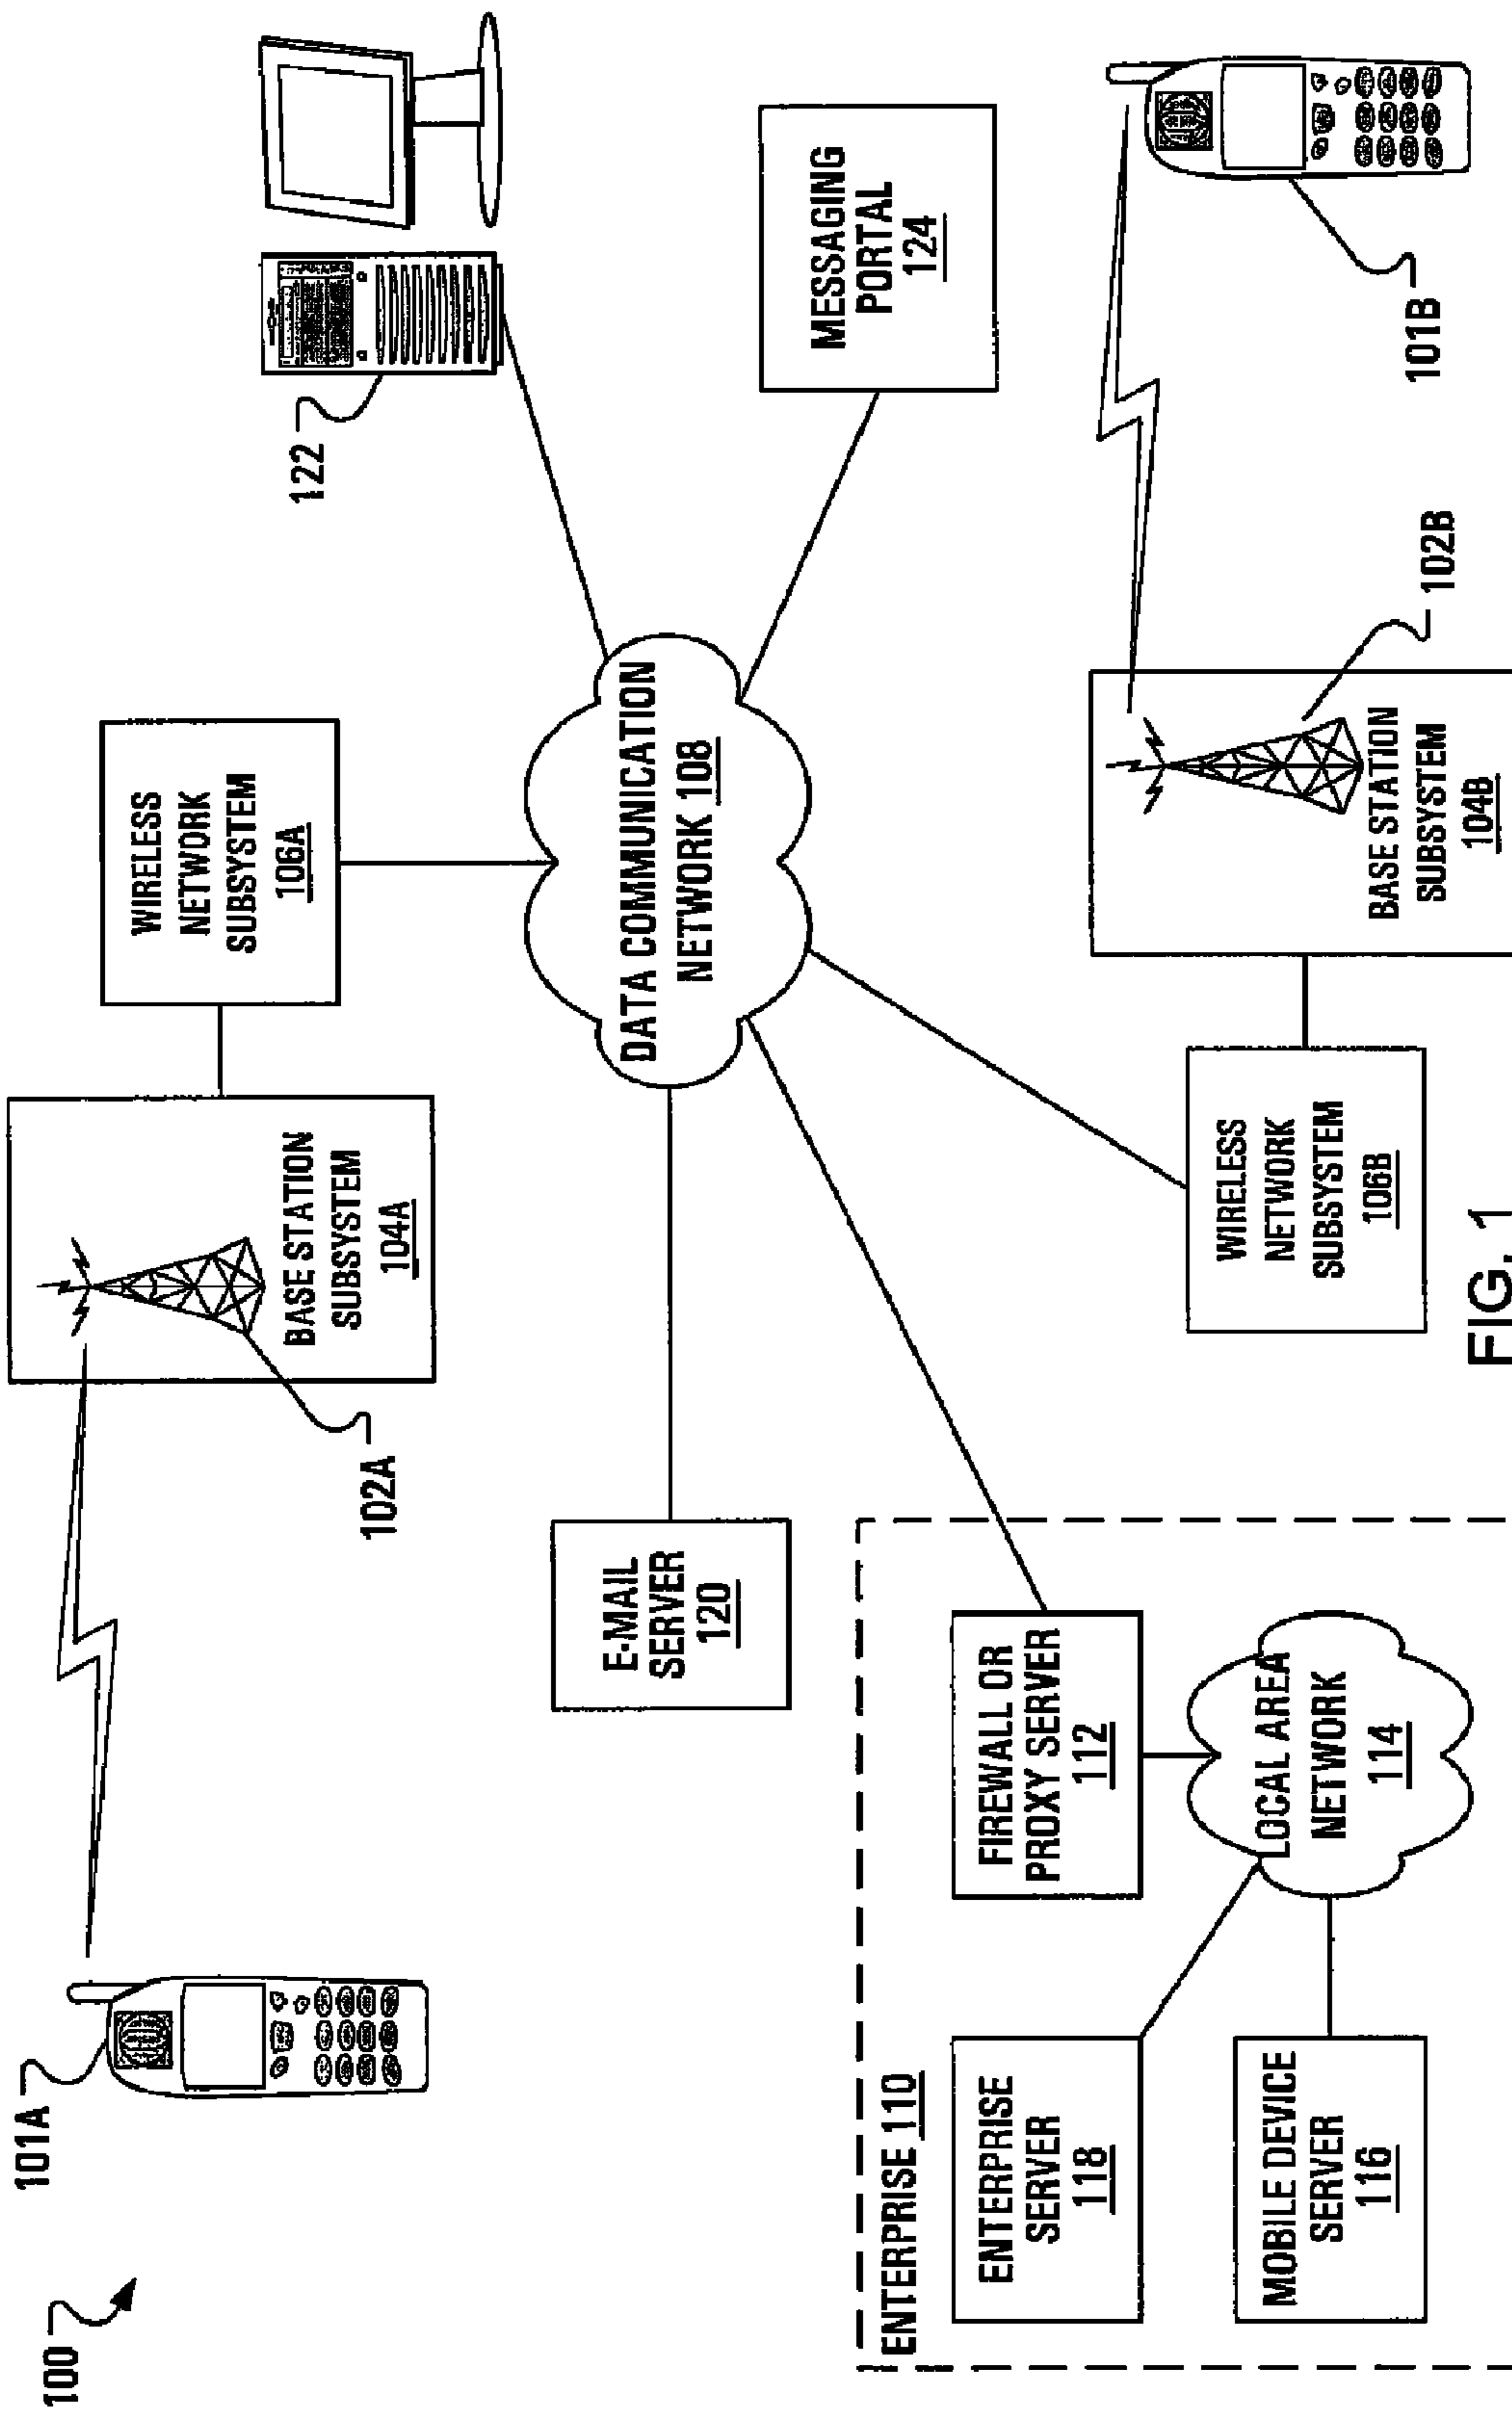 100
101A
102A
BASE STATION
SUBSYSTEM
104A
WIRELESS
NETWORK
SUBSYSTEM
106A
122
E-MAIL
SERVER
120
DATA COMMUNICATION
NETWORK 108
MESSAGING
PORTAL
124
ENTERPRISE 110
ENTERPRISE
SERVER
118
FIREWALL OR
PROXY SERVER
112
MOBILE DEVICE
SERVER
116
LOCAL AREA
NETWORK
114
WIRELESS
NETWORK
SUBSYSTEM
106B
BASE STATION
SUBSYSTEM
104B
102B
101B
FIG. 1